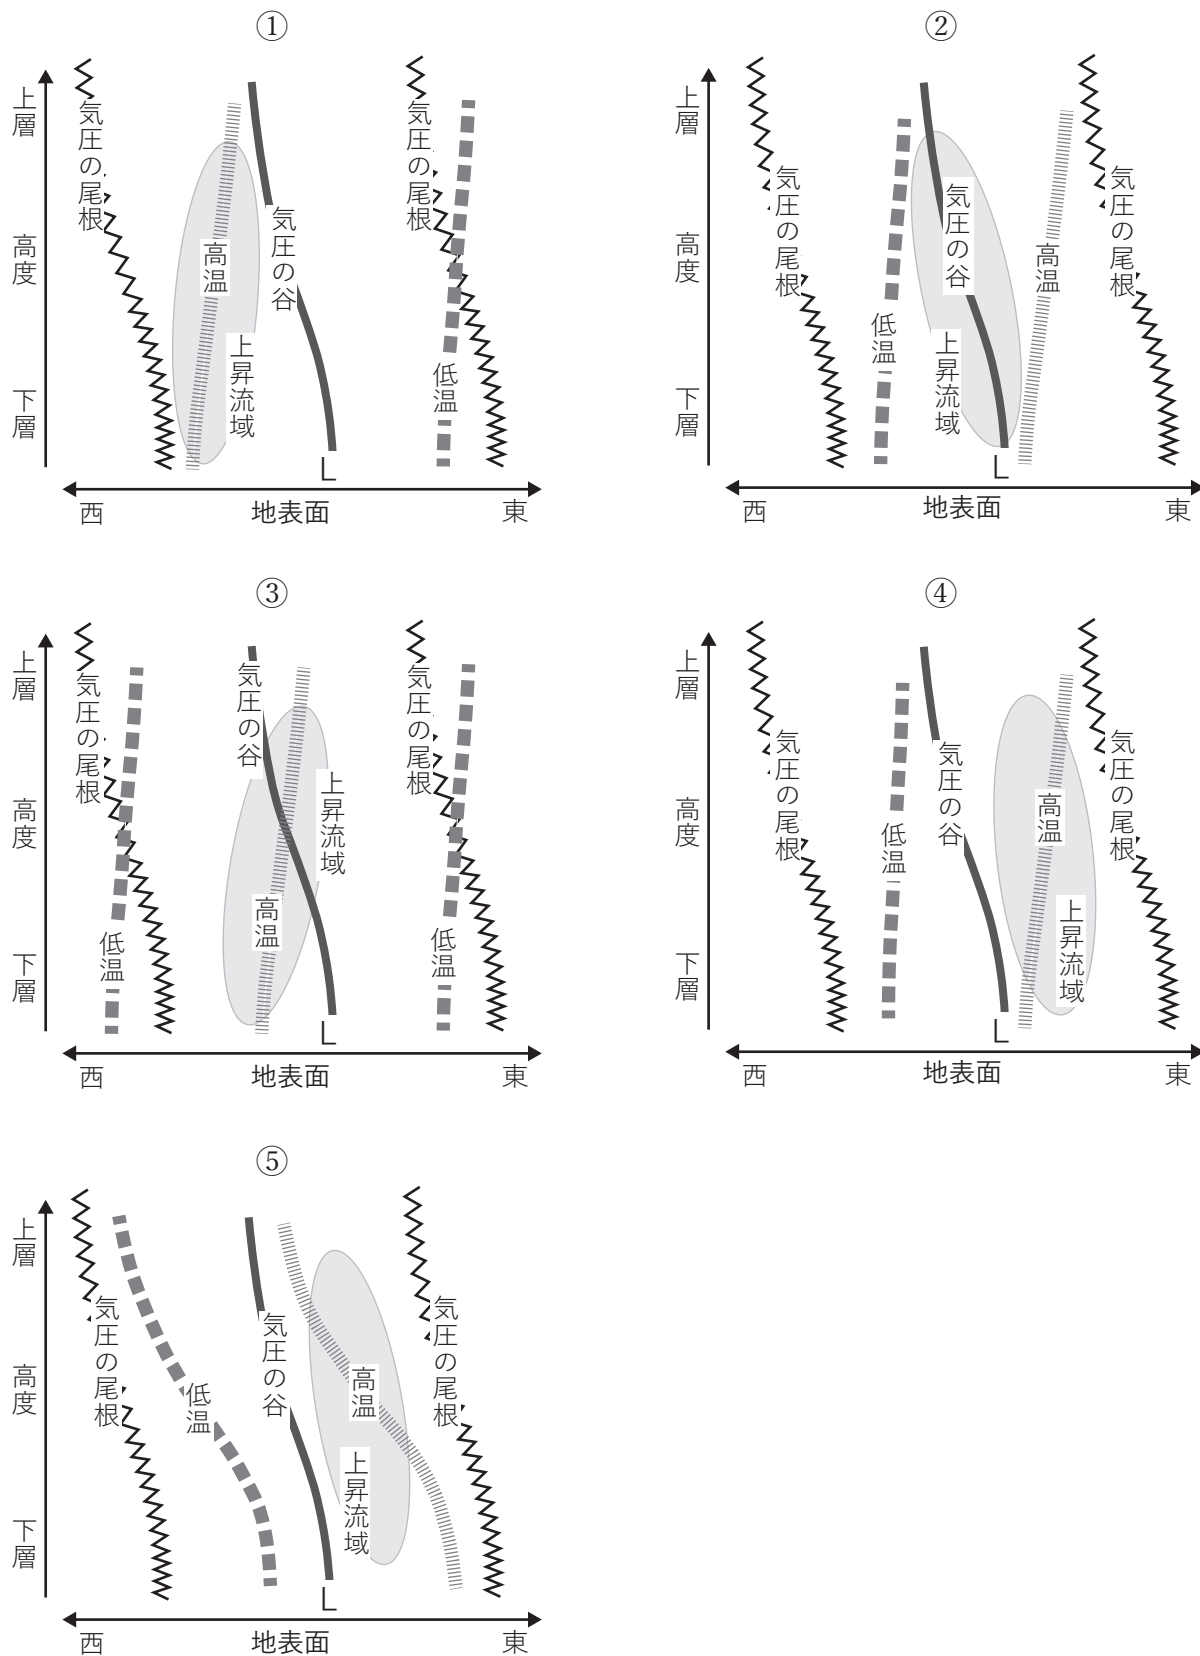 ①
上層
高度
下層
気圧の尾根
高温
上昇流域
気圧の谷
気圧の尾根
低温
L
西
地表面
東
②
上層
高度
下層
気圧の尾根
低温
気圧の谷
上昇流域
高温
気圧の尾根
L
西
地表面
東
③
上層
高度
下層
気圧の尾根
低温
気圧の谷
高温
上昇流域
気圧の尾根
低温
L
西
地表面
東
④
上層
高度
下層
気圧の尾根
低温
気圧の谷
高温
上昇流域
気圧の尾根
L
西
地表面
東
⑤
上層
高度
下層
気圧の尾根
低温
気圧の谷
高温
上昇流域
気圧の尾根
L
西
地表面
東